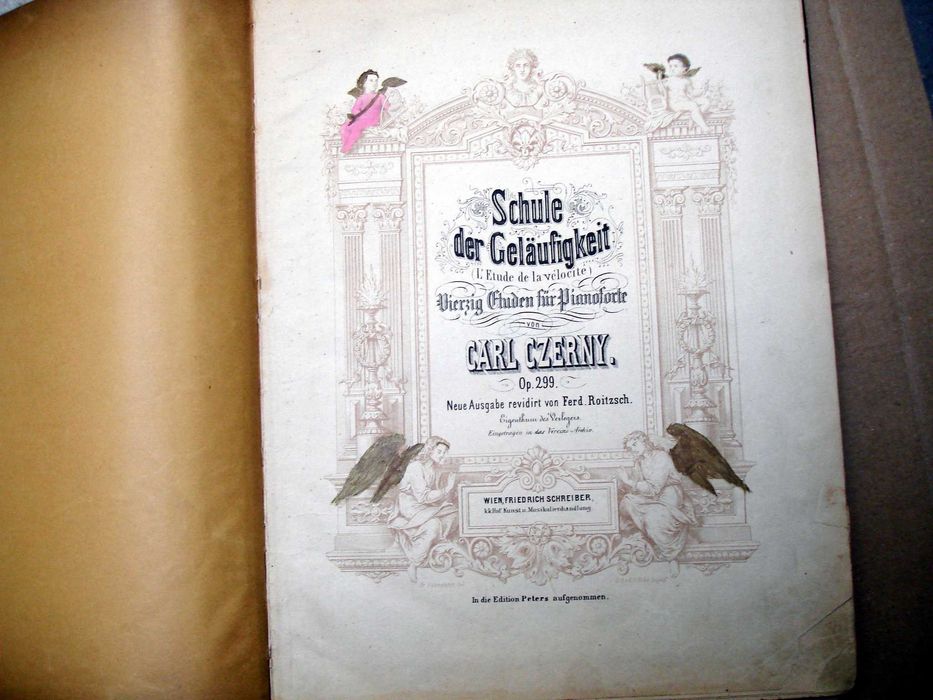 Schule
der Geläufigkeit
(L'Etude de la vélocité)
Vierzig Etuden für Pianoforte
von
CARL CZERNY.
Op. 299.
Neue Ausgabe revidirt von Ferd. Roitzsch.
Eigenthum des Verlegers.
Eingetragen in das Vereins-Archiv.
WIEN, FRIEDRICH SCHREIBER,
k.k. Hof Kunst u. Musikalienhandlung.
In die Edition Peters aufgenommen.